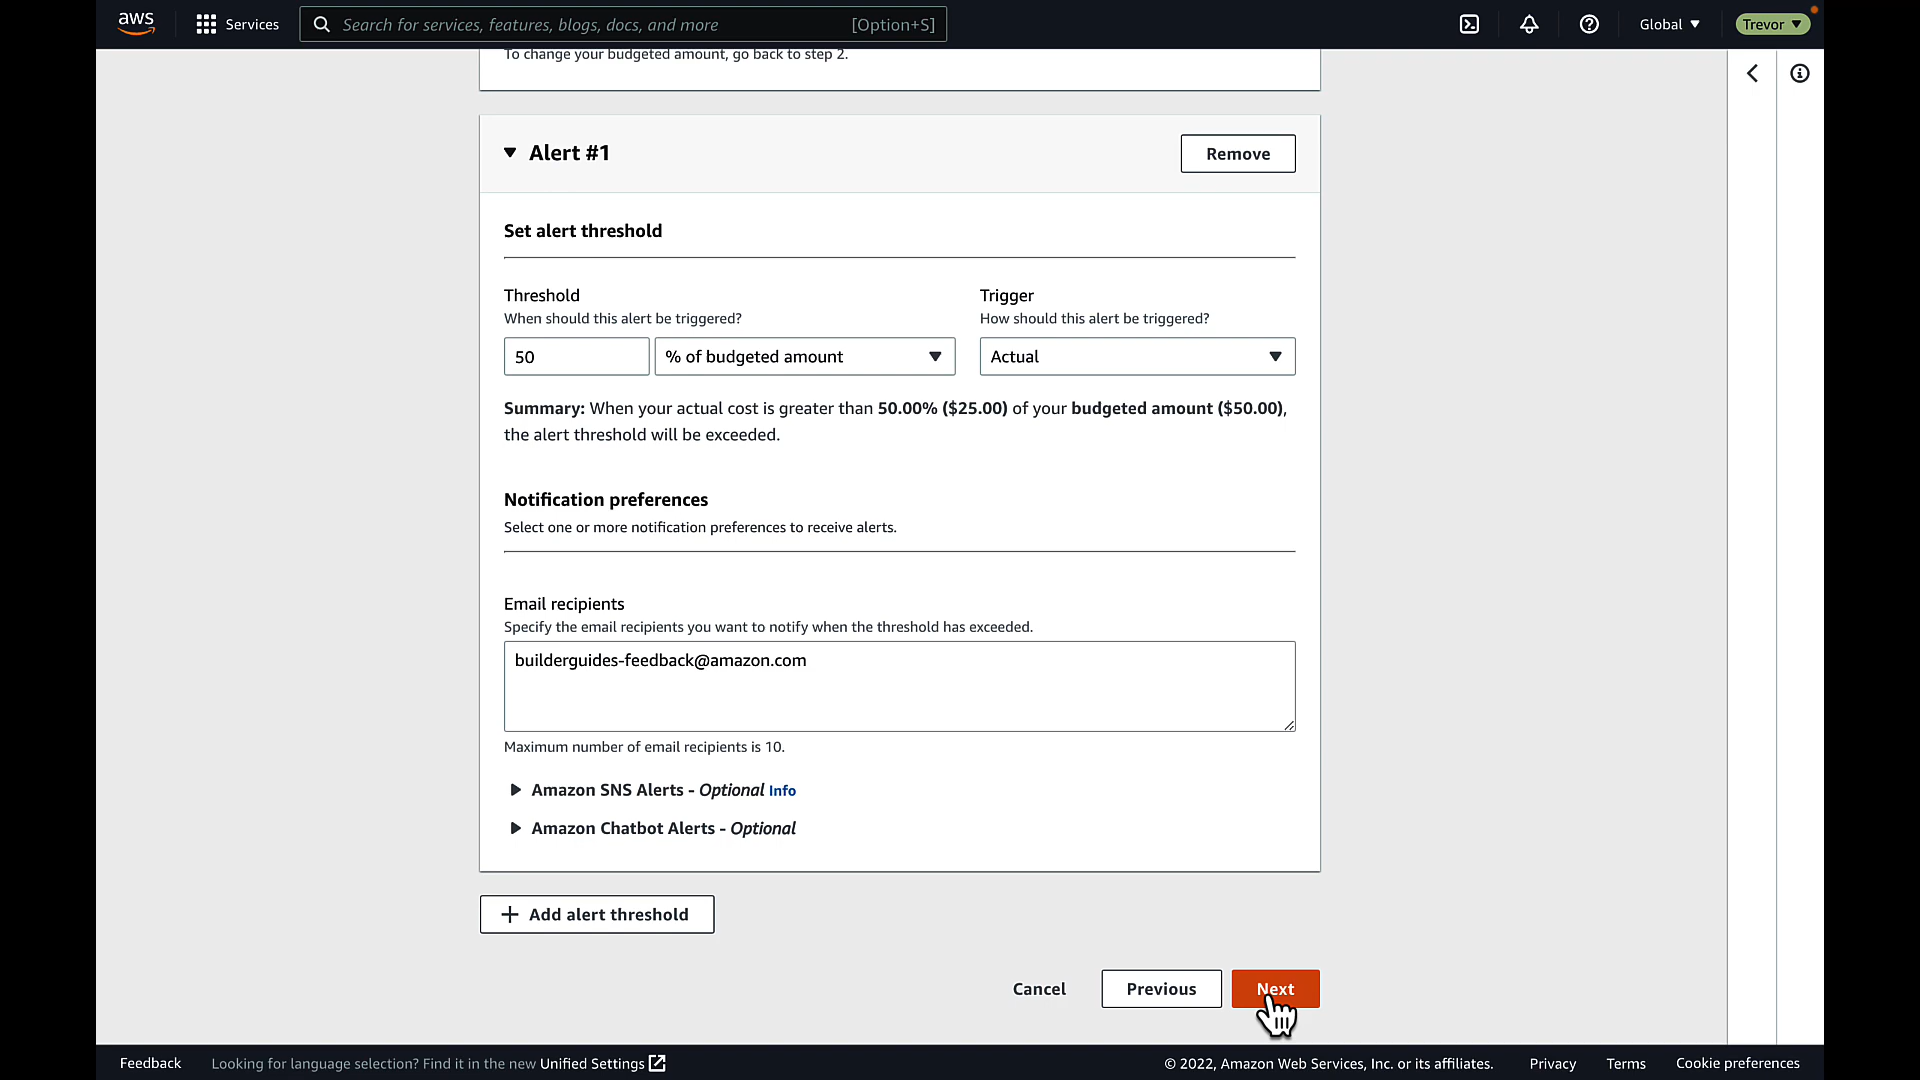 aws
Services
Search for services, features, blogs, docs, and more
[Option+S]
Global
Trevor
To change your budgeted amount, go back to step 2.
Alert #1
Remove
Set alert threshold
Threshold
Trigger
When should this alert be triggered?
How should this alert be triggered?
50
% of budgeted amount
Actual
Summary: When your actual cost is greater than 50.00% ($25.00) of your budgeted amount ($50.00),
the alert threshold will be exceeded.
Notification preferences
Select one or more notification preferences to receive alerts.
Email recipients
Specify the email recipients you want to notify when the threshold has exceeded.
builderguides-feedback@amazon.com
Maximum number of email recipients is 10.
Amazon SNS Alerts - Optional Info
Amazon Chatbot Alerts - Optional
Add alert threshold
Cancel
Previous
Next
Feedback
Looking for language selection? Find it in the new Unified Settings
© 2022, Amazon Web Services, Inc. or its affiliates.
Privacy
Terms
Cookie preferences